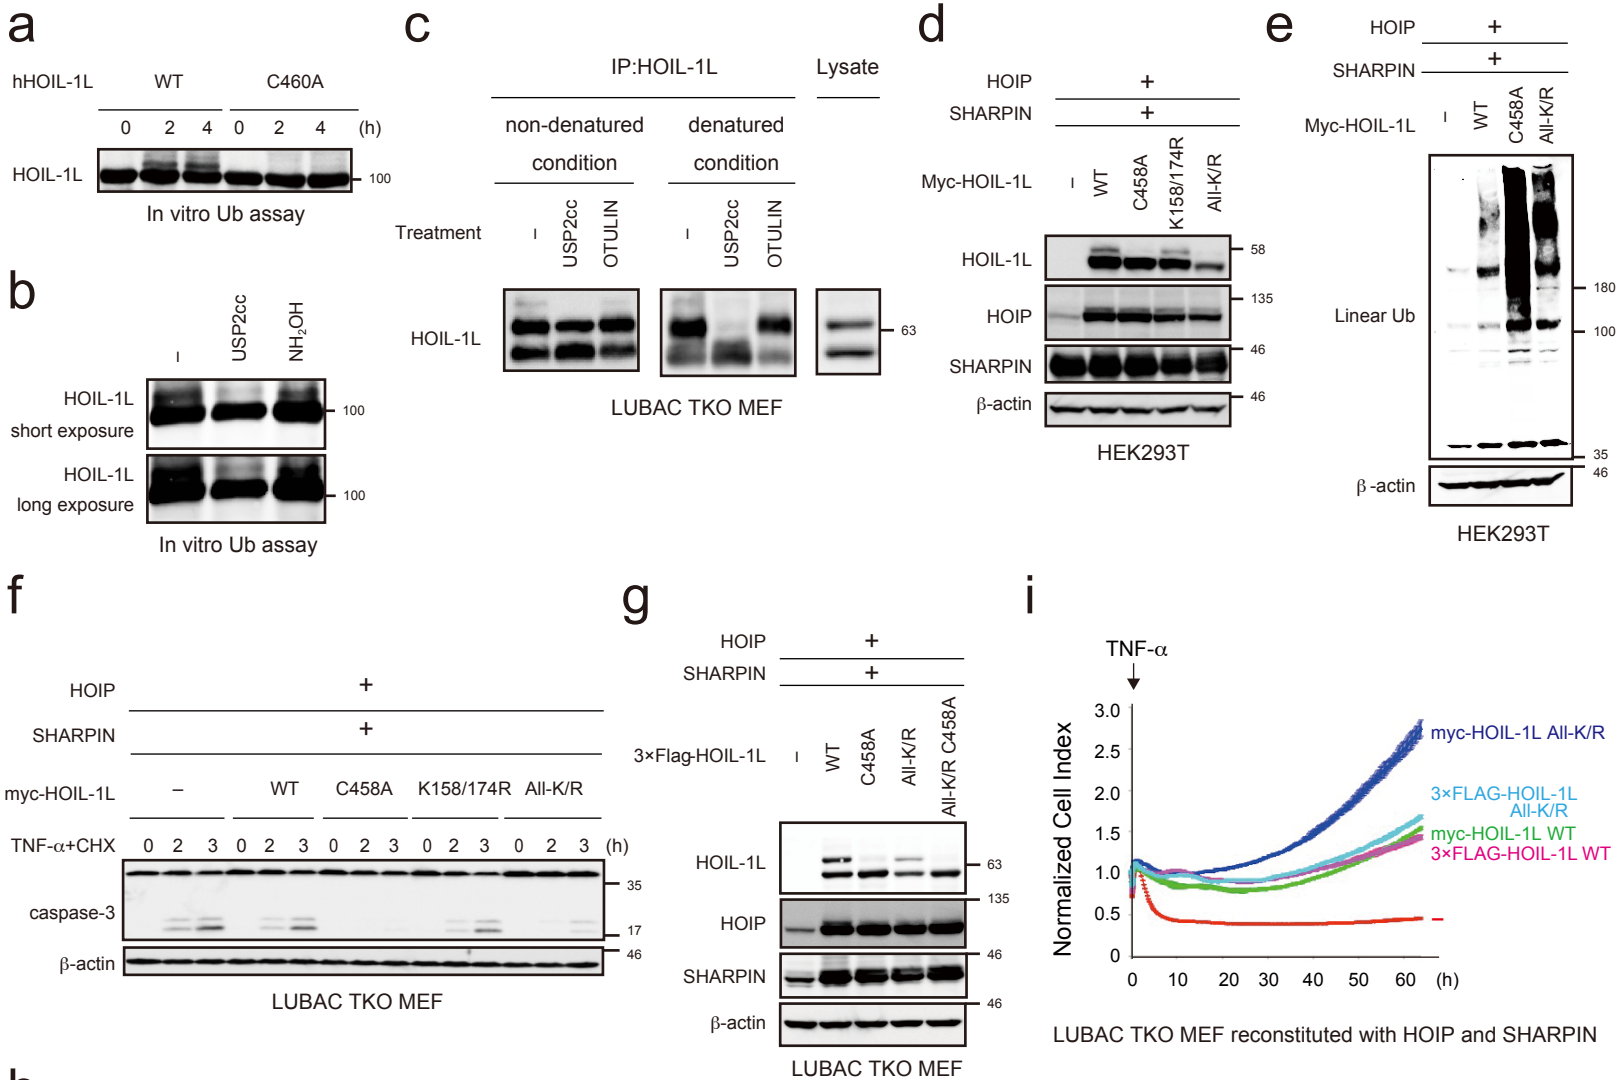 a
hHOIL-1L WT C460A
0 2 4 0 2 4 (h)
HOIL-1L 100
In vitro Ub assay
b
– USP2cc NH2OH
HOIL-1L
short exposure 100
HOIL-1L
long exposure 100
In vitro Ub assay
c
IP:HOIL-1L Lysate
non-denatured condition denatured condition
Treatment – USP2cc OTULIN – USP2cc OTULIN
HOIL-1L 63
LUBAC TKO MEF
d
HOIP +
SHARPIN +
Myc-HOIL-1L – WT C458A K158/174R All-K/R
HOIL-1L 58
HOIP 135
SHARPIN 46
β-actin 46
HEK293T
e
HOIP +
SHARPIN +
Myc-HOIL-1L – WT C458A All-K/R
Linear Ub 180
100
35
β-actin 46
HEK293T
f
HOIP +
SHARPIN +
myc-HOIL-1L – WT C458A K158/174R All-K/R
TNF-α+CHX 0 2 3 0 2 3 0 2 3 0 2 3 0 2 3 (h)
caspase-3 35
17
β-actin 46
LUBAC TKO MEF
g
HOIP +
SHARPIN +
3×Flag-HOIL-1L – WT C458A All-K/R All-K/R C458A
HOIL-1L 63
HOIP 135
SHARPIN 46
β-actin 46
LUBAC TKO MEF
i
TNF-α
Normalized Cell Index
3.0
2.5
2.0
1.5
1.0
0.5
0
0 10 20 30 40 50 60 (h)
myc-HOIL-1L All-K/R
3×FLAG-HOIL-1L
All-K/R
myc-HOIL-1L WT
3×FLAG-HOIL-1L WT
–
LUBAC TKO MEF reconstituted with HOIP and SHARPIN